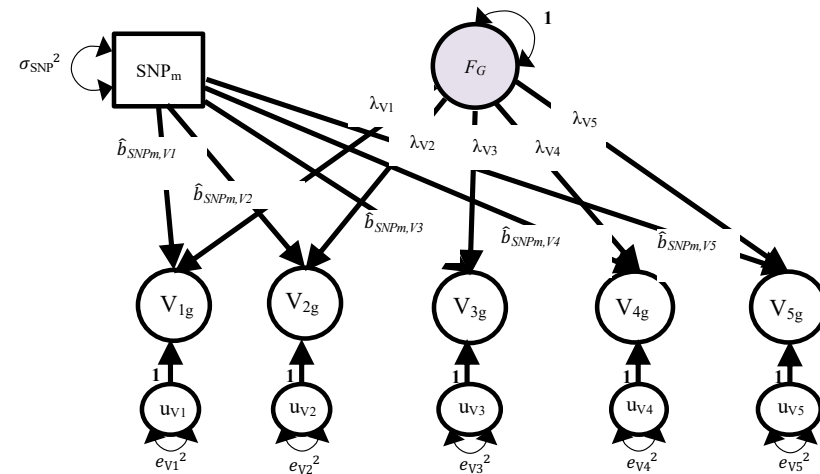 1
σSNP²
SNPₘ
F_G
λV1
λV2
λV3
λV4
λV5
b̂SNPm,V1
b̂SNPm,V2
b̂SNPm,V3
b̂SNPm,V4
b̂SNPm,V5
V1g
V2g
V3g
V4g
V5g
1
1
1
1
1
uV1
uV2
uV3
uV4
uV5
eV1²
eV2²
eV3²
eV4²
eV5²